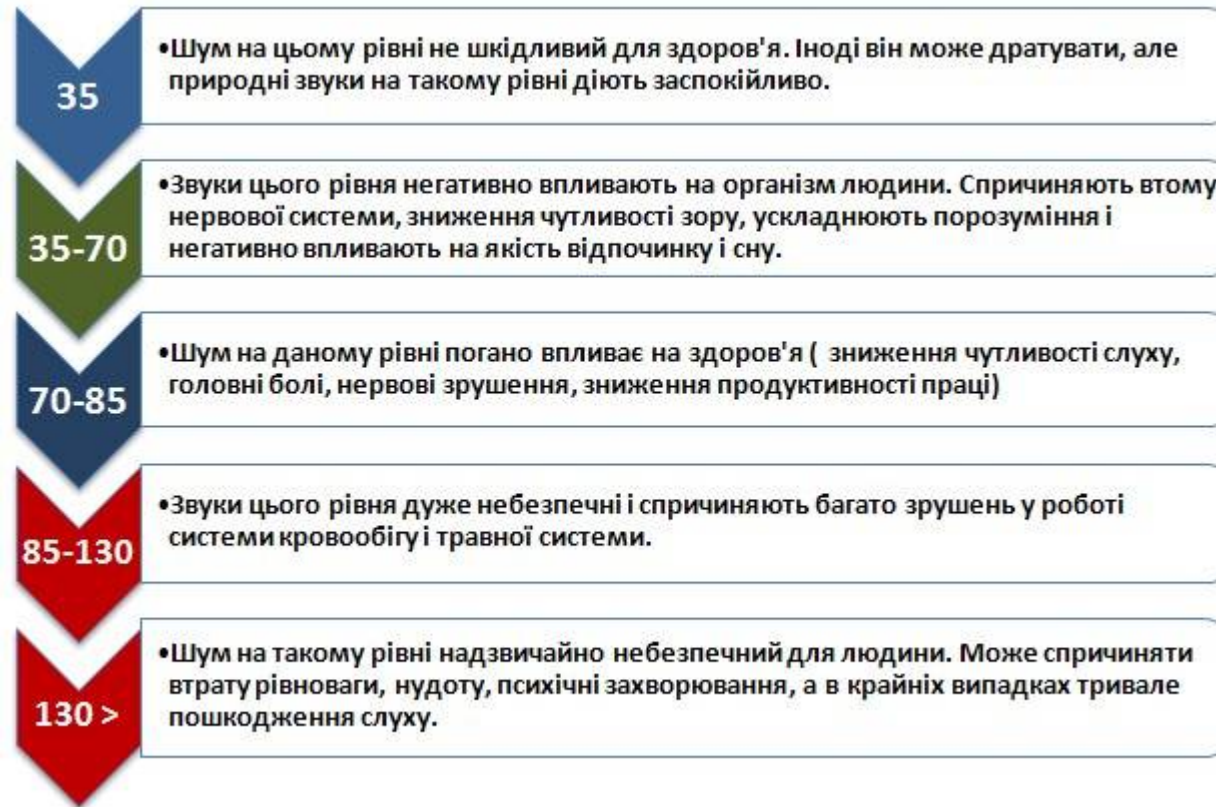 35
•Шум на цьому рівні не шкідливий для здоров'я. Іноді він може дратувати, але
природні звуки на такому рівні діють заспокійливо.
35-70
•Звуки цього рівня негативно впливають на організм людини. Спричиняють втому
нервової системи, зниження чутливості зору, ускладнюють порозуміння і
негативно впливають на якість відпочинку і сну.
70-85
•Шум на даному рівні погано впливає на здоров'я ( зниження чутливості слуху,
головні болі, нервові зрушення, зниження продуктивності праці)
85-130
•Звуки цього рівня дуже небезпечні і спричиняють багато зрушень у роботі
системи кровообігу і травної системи.
130 >
•Шум на такому рівні надзвичайно небезпечний для людини. Може спричиняти
втрату рівноваги, нудоту, психічні захворювання, а в крайніх випадках тривале
пошкодження слуху.